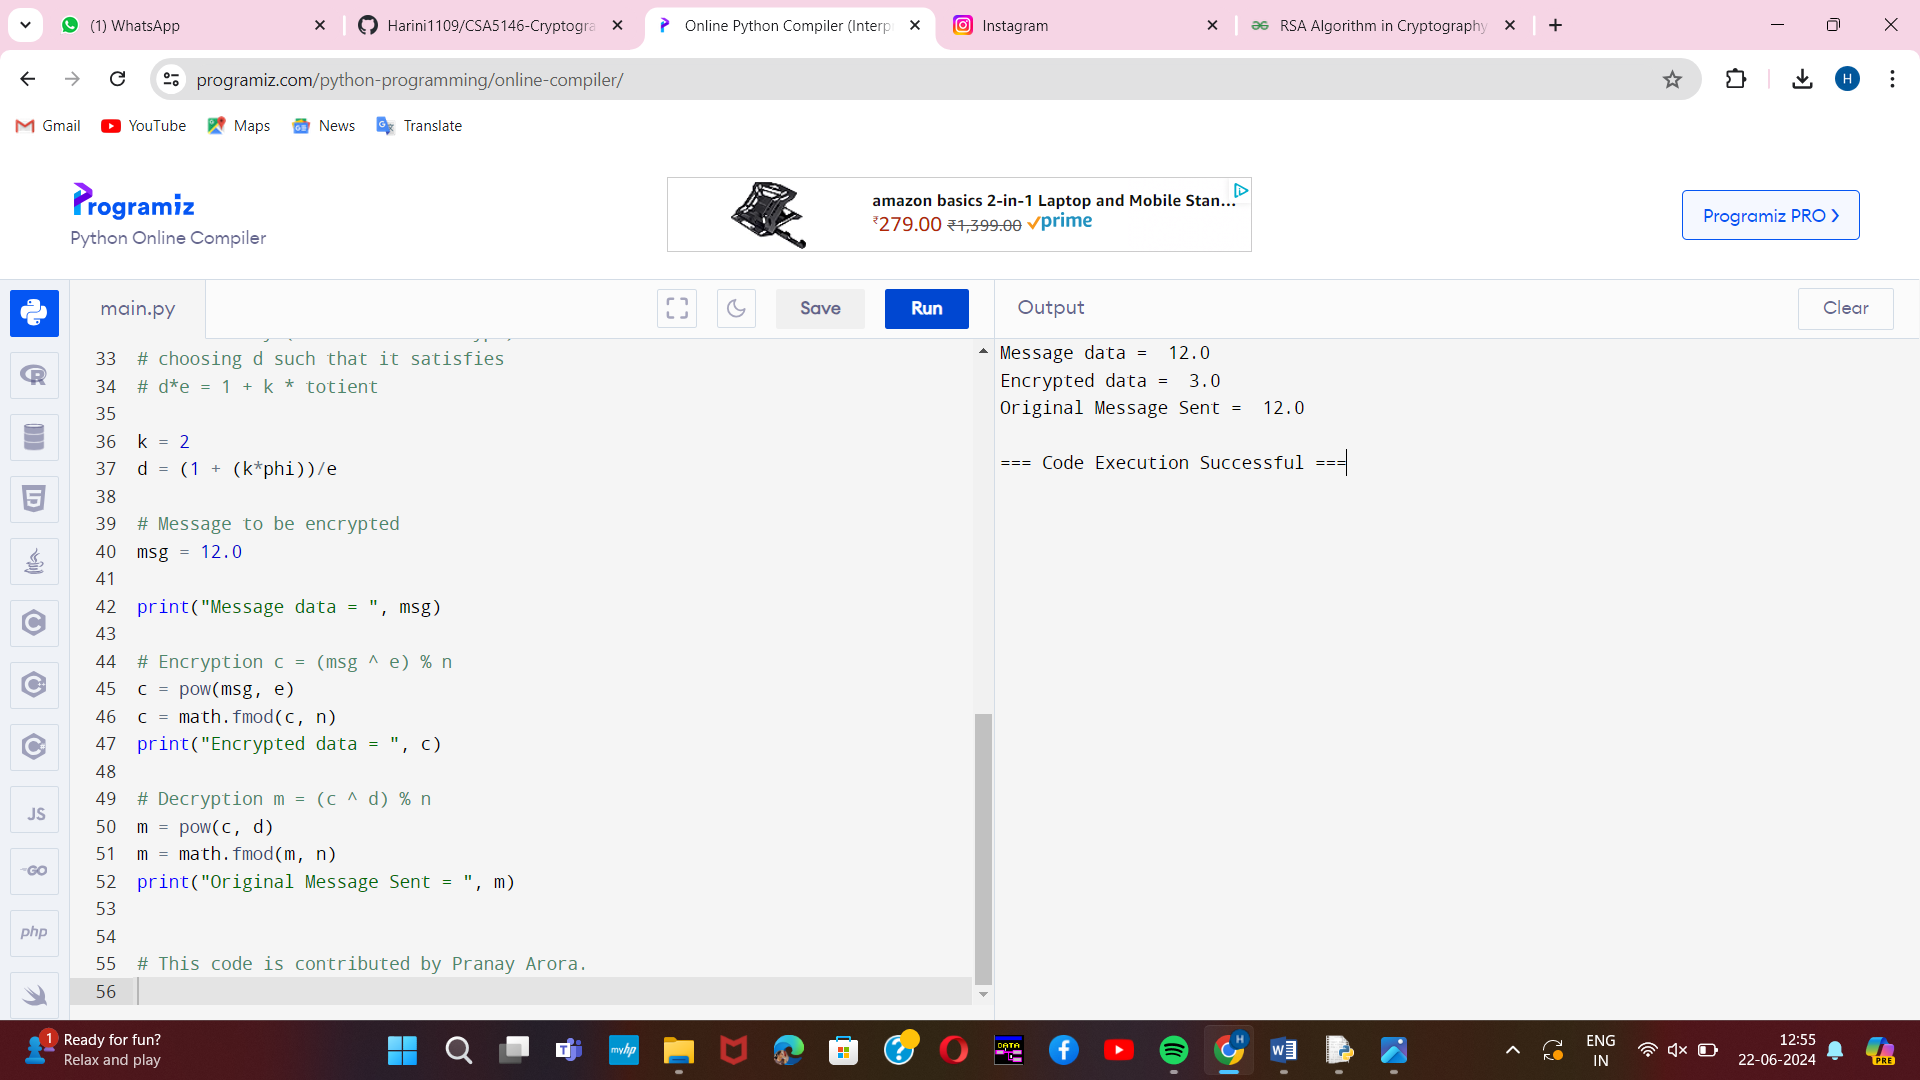 (1) WhatsApp
Harini1109/CSA5146-Cryptogra
Online Python Compiler (Interp
Instagram
RSA Algorithm in Cryptography
programiz.com/python-programming/online-compiler/
H
Gmail
YouTube
Maps
News
Translate
Programiz
Python Online Compiler
amazon basics 2-in-1 Laptop and Mobile Stan...
₹279.00 ₹1,399.00 prime
Programiz PRO
main.py
Save
Run
Output
Clear
33 # choosing d such that it satisfies
34 # d*e = 1 + k * totient
35
36 k = 2
37 d = (1 + (k*phi))/e
38
39 # Message to be encrypted
40 msg = 12.0
41
42 print("Message data = ", msg)
43
44 # Encryption c = (msg ^ e) % n
45 c = pow(msg, e)
46 c = math.fmod(c, n)
47 print("Encrypted data = ", c)
48
49 # Decryption m = (c ^ d) % n
50 m = pow(c, d)
51 m = math.fmod(m, n)
52 print("Original Message Sent = ", m)
53
54
55 # This code is contributed by Pranay Arora.
56
Message data =  12.0
Encrypted data =  3.0
Original Message Sent =  12.0
=== Code Execution Successful ===
R
5
C
C
C
JS
GO
php
1
Ready for fun?
Relax and play
myhp
DATA
H
ENG
IN
12:55
22-06-2024
PRE